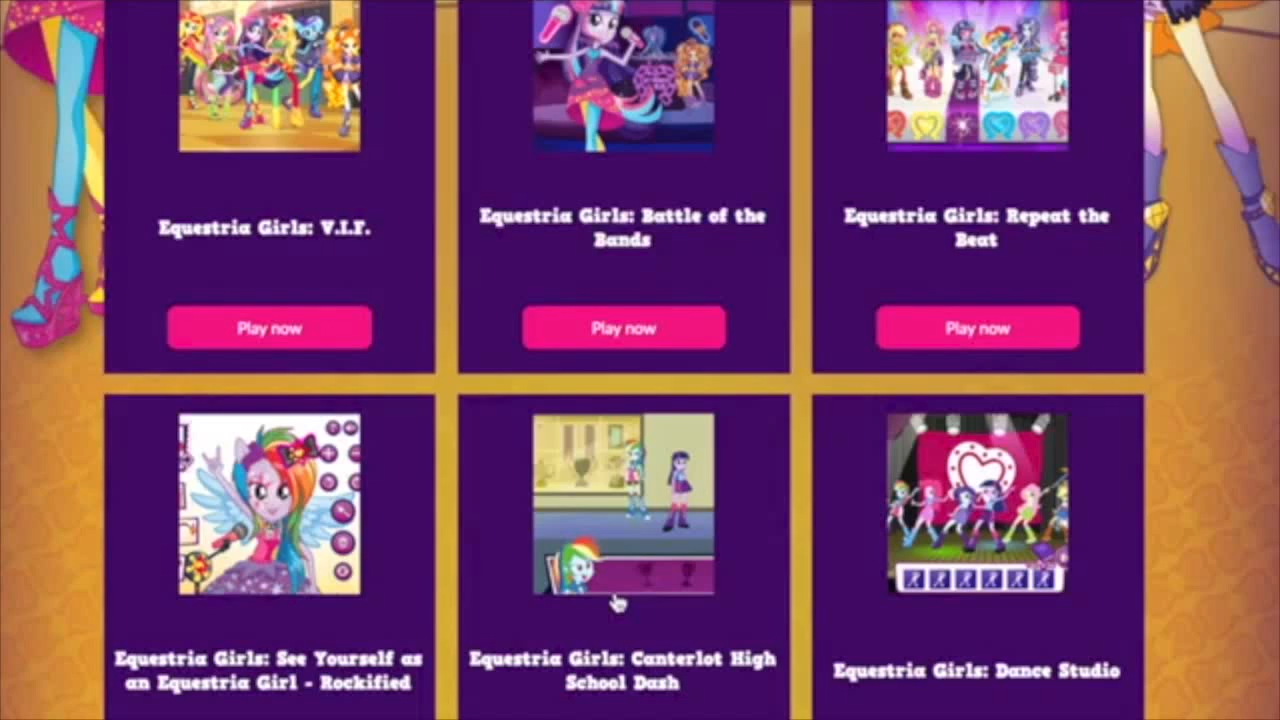 Equestria Girls: V.I.F.
Equestria Girls: Battle of the
Bands
Equestria Girls: Repeat the
Beat
Play now
Play now
Play now
Equestria Girls: See Yourself as
an Equestria Girl - Rockified
Equestria Girls: Canterlot High
School Dash
Equestria Girls: Dance Studio